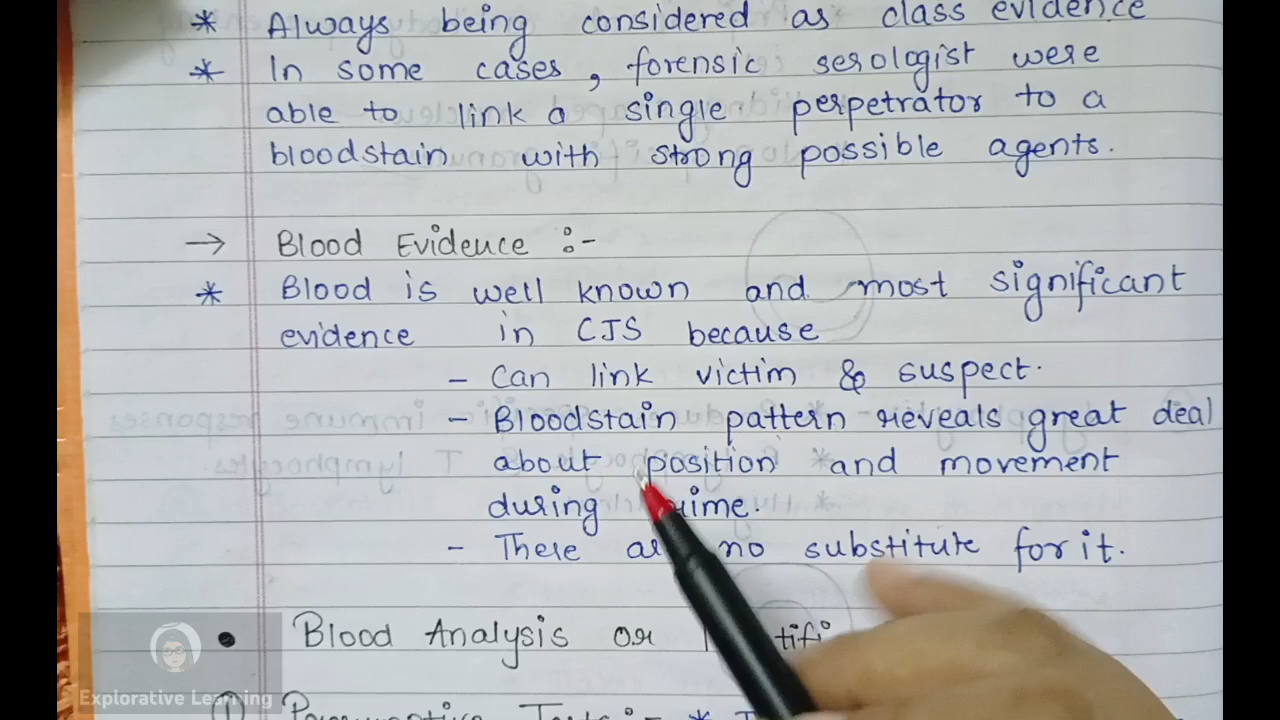 * Always being considered as class evidence
* In some cases, forensic serologist were
able to link a single perpetrator to a
bloodstain with strong possible agents.
→ Blood Evidence :-
* Blood is well known and most significant
evidence in CJS because
- Can link victim & suspect.
- Bloodstain pattern reveals great deal
about position and movement
during
- There no substitute for it.
• Blood Analysis or
Explorative Learning